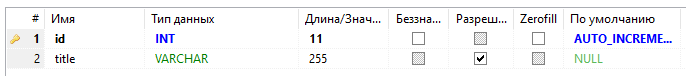 # Имя Тип данных Длина/Знач... Беззна... Разреш... Zerofill По умолчанию
1 id INT 11 AUTO_INCREME...
2 title VARCHAR 255 NULL